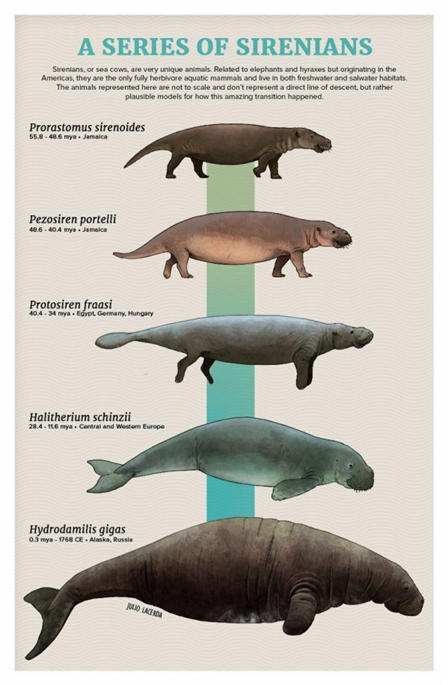 A SERIES OF SIRENIANS
Sirenians, or sea cows, are very unique animals. Related to elephants and hyraxes but originating in the
Americas, they are the only fully herbivore aquatic mammals and live in both freshwater and salwater habitats.
The animals represented here are not to scale and don't represent a direct line of descent, but rather
plausible models for how this amazing transition happened.
Prorastomus sirenoides
55.8 - 48.6 mya • Jamaica
Pezosiren portelli
48.6 - 40.4 mya • Jamaica
Protosiren fraasi
40.4 - 34 mya • Egypt, Germany, Hungary
Halitherium schinzii
28.4 - 11.6 mya • Central and Western Europe
Hydrodamilis gigas
0.3 mya - 1768 CE • Alaska, Russia
JULIO LACERDA